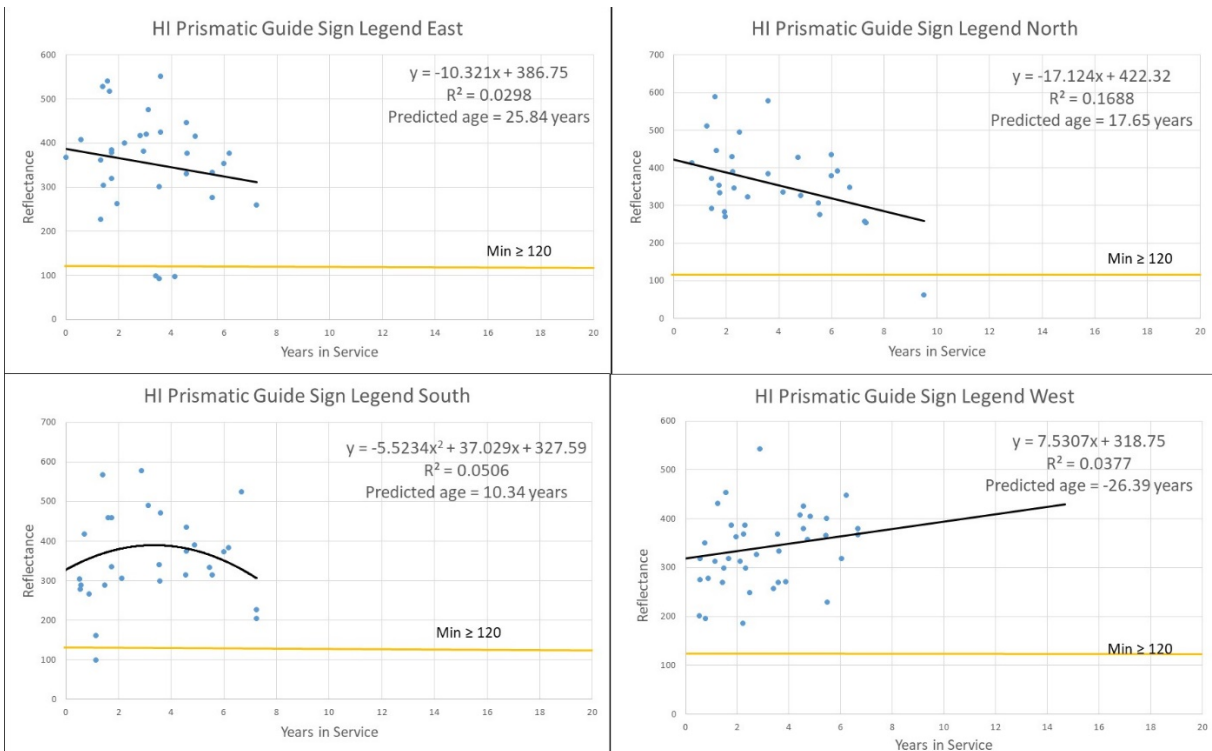 HI Prismatic Guide Sign Legend East
y = -10.321x + 386.75
R² = 0.0298
Predicted age = 25.84 years
600
500
400
300
200
100
0
Reflectance
Min ≥ 120
0 2 4 6 8 10 12 14 16 18 20
Years in Service
HI Prismatic Guide Sign Legend North
y = -17.124x + 422.32
R² = 0.1688
Predicted age = 17.65 years
700
600
500
400
300
200
100
0
Reflectance
Min ≥ 120
0 2 4 6 8 10 12 14 16 18 20
Years in Service
HI Prismatic Guide Sign Legend South
y = -5.5234x² + 37.029x + 327.59
R² = 0.0506
Predicted age = 10.34 years
700
600
500
400
300
200
100
0
Reflectance
Min ≥ 120
0 2 4 6 8 10 12 14 16 18 20
Years in Service
HI Prismatic Guide Sign Legend West
y = 7.5307x + 318.75
R² = 0.0377
Predicted age = -26.39 years
600
500
400
300
200
100
0
Reflectance
Min ≥ 120
0 2 4 6 8 10 12 14 16 18 20
Years in Service